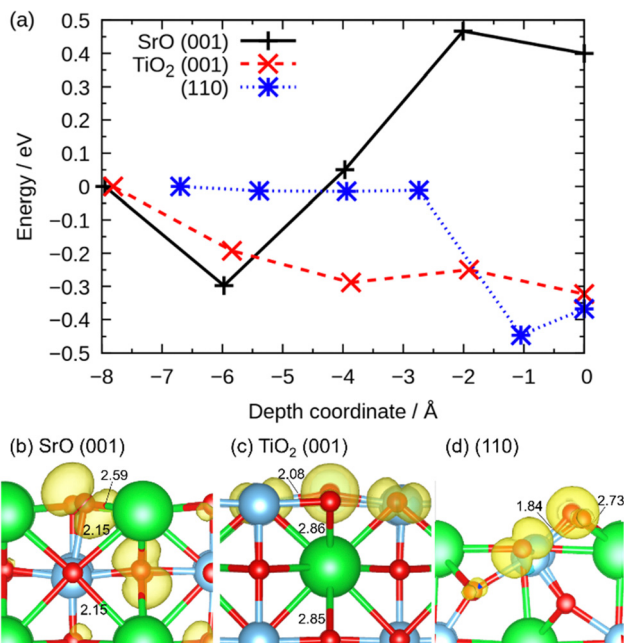 (a)
0.5
0.4
0.3
0.2
0.1
0
−0.1
−0.2
−0.3
−0.4
−0.5
Energy / eV
SrO (001)
TiO2 (001)
(110)
−8 −7 −6 −5 −4 −3 −2 −1 0
Depth coordinate / Å
(b) SrO (001) (c) TiO2 (001) (d) (110)
2.59
2.15
2.15
2.08
2.86
2.85
1.84
2.73